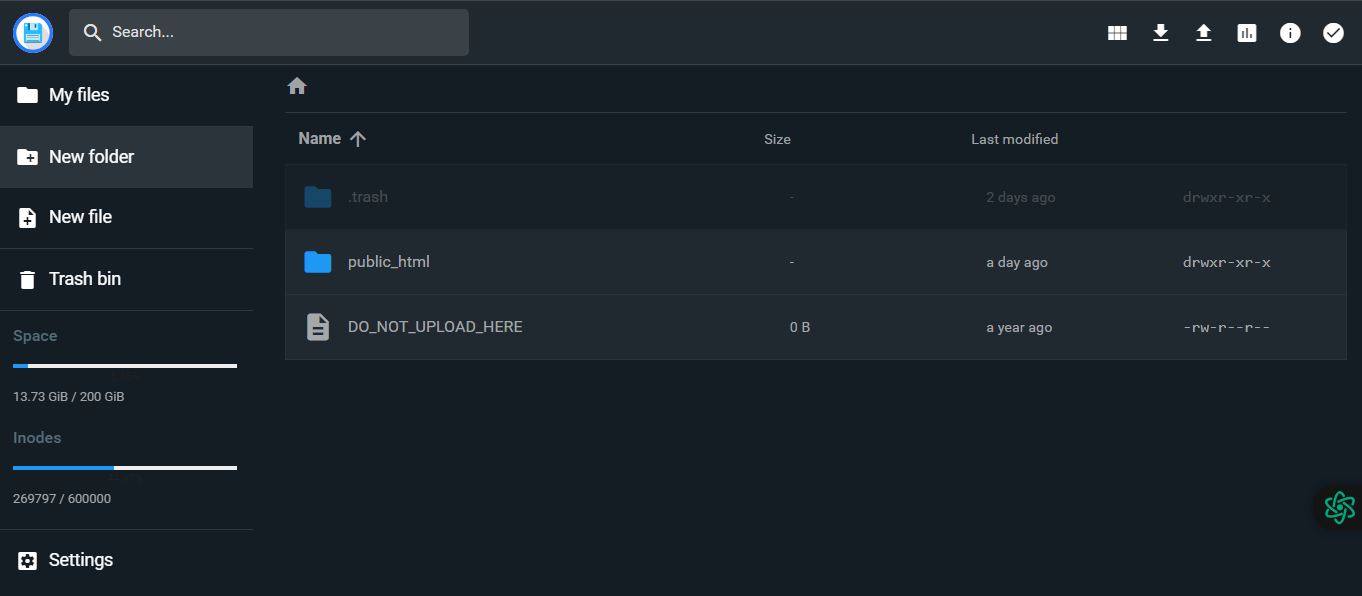 Search...
My files
New folder
New file
Trash bin
Space
13.73 GiB / 200 GiB
Inodes
269797 / 600000
Settings
Name Size Last modified
.trash - 2 days ago drwxr-xr-x
public_html - a day ago drwxr-xr-x
DO_NOT_UPLOAD_HERE 0 B a year ago -rw-r--r--